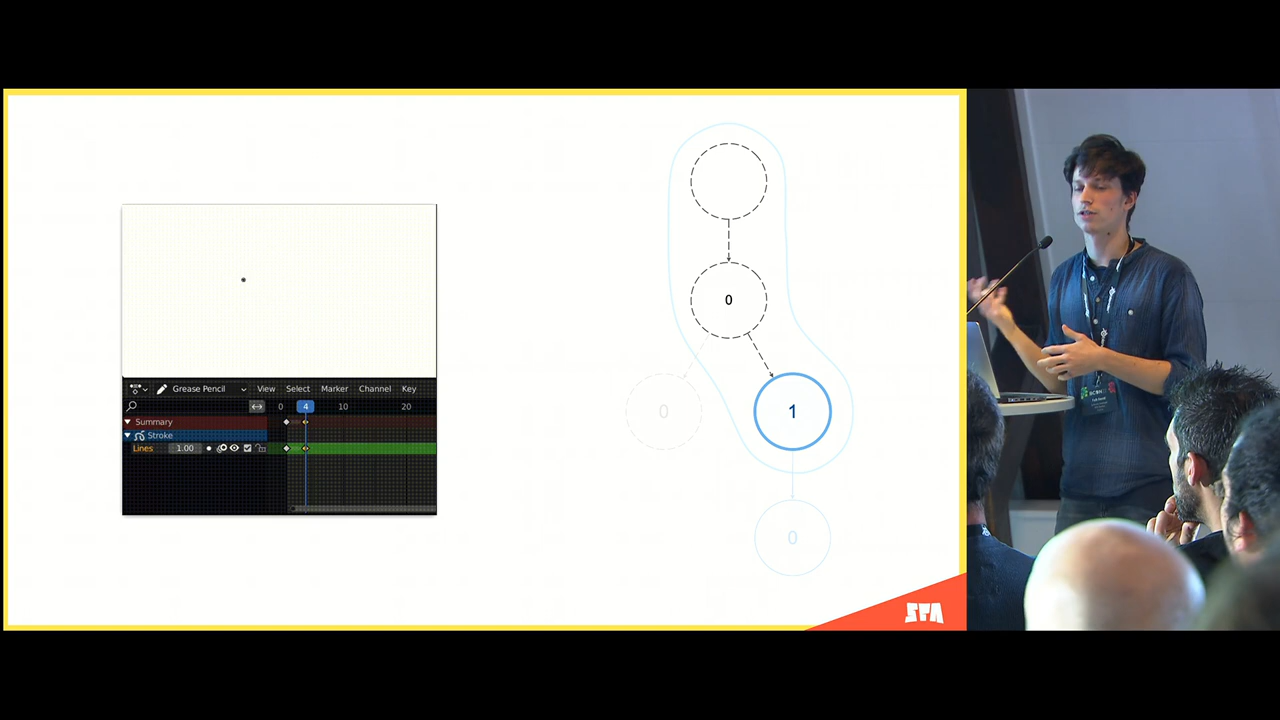 0
0
1
0
Grease Pencil View Select Marker Channel Key
0 4 10 20
Summary
Stroke
Lines 1.00
SPA